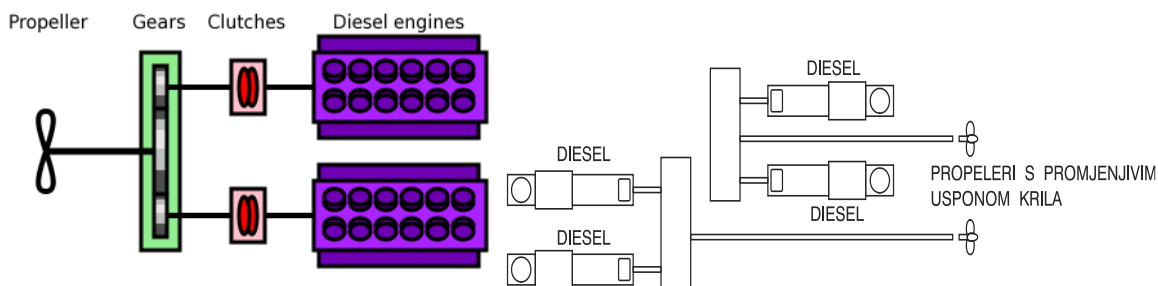 Propeller
Gears
Clutches
Diesel engines
DIESEL
DIESEL
DIESEL
DIESEL
PROPELERI S PROMJENJIVIM
USPONOM KRILA